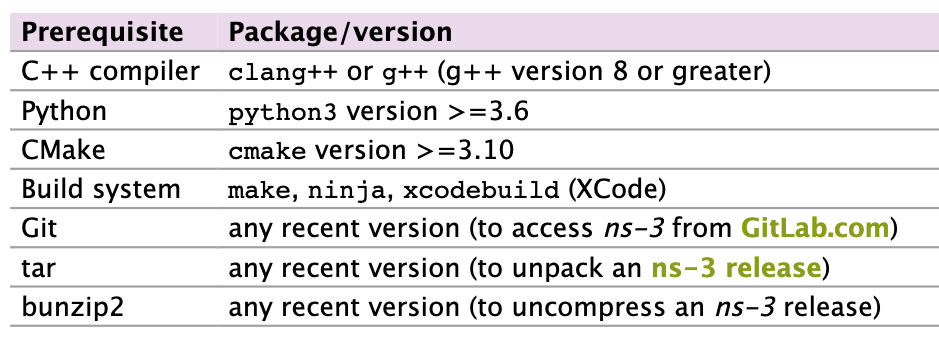 Prerequisite Package/version
C++ compiler clang++ or g++ (g++ version 8 or greater)
Python python3 version >=3.6
CMake cmake version >=3.10
Build system make, ninja, xcodebuild (XCode)
Git any recent version (to access ns-3 from GitLab.com)
tar any recent version (to unpack an ns-3 release)
bunzip2 any recent version (to uncompress an ns-3 release)